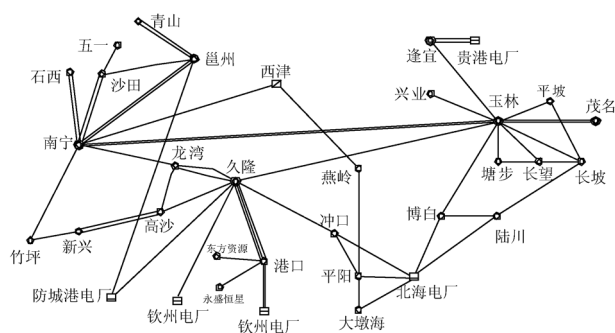 青山
五一
邕州
石西
沙田
西津
逢宜
贵港电厂
兴业
玉林
平坡
茂名
南宁
龙湾
久隆
燕岭
塘步
长望
长坡
高沙
冲口
博白
陆川
竹坪
新兴
东方资源
港口
平阳
北海电厂
防城港电厂
永盛恒星
钦州电厂
钦州电厂
大墩海